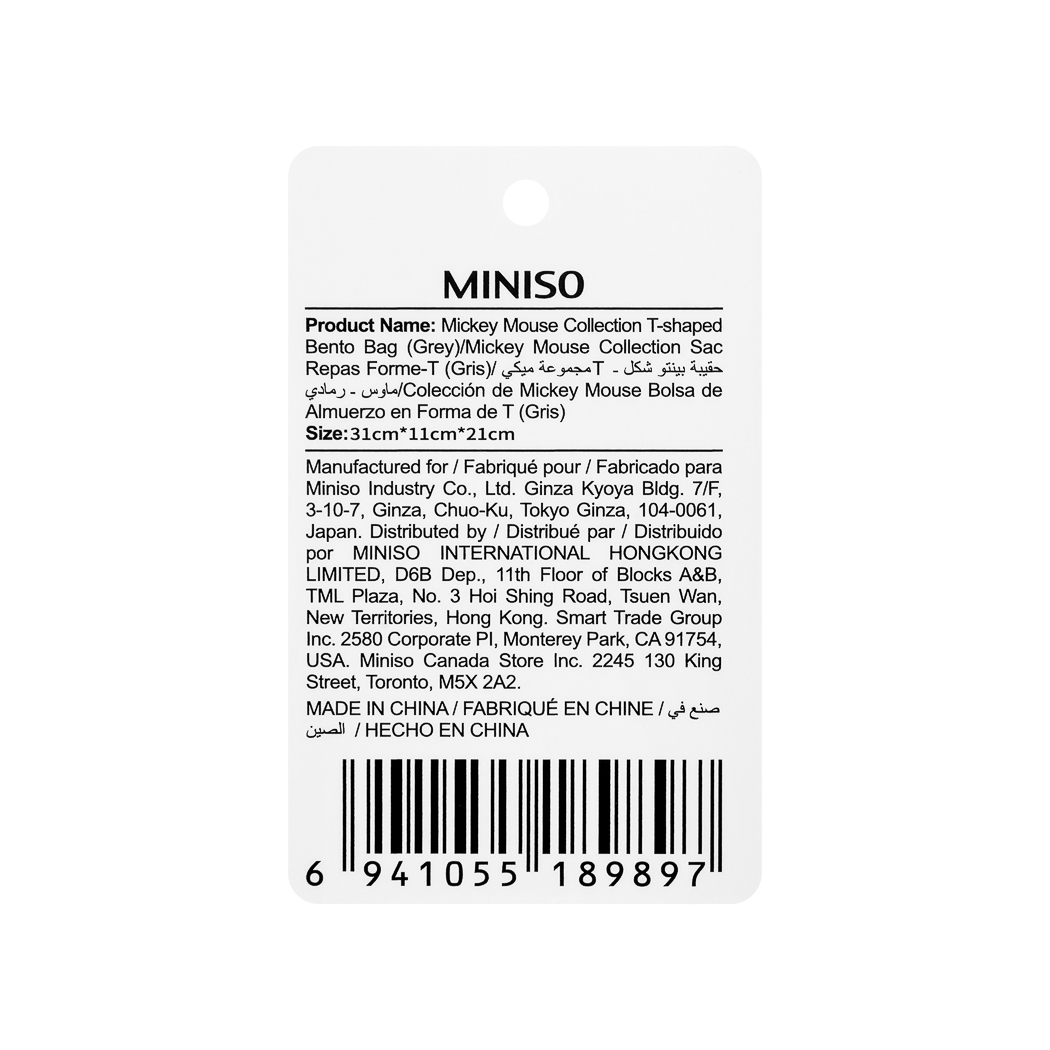 MINISO
Product Name: Mickey Mouse Collection T-shaped
Bento Bag (Grey)/Mickey Mouse Collection Sac
Repas Forme-T (Gris)/ حقيبة بينتو شكل - Tمجموعة ميكي
ماوس - رمادي/Colección de Mickey Mouse Bolsa de
Almuerzo en Forma de T (Gris)
Size:31cm*11cm*21cm
Manufactured for / Fabriqué pour / Fabricado para
Miniso Industry Co., Ltd. Ginza Kyoya Bldg. 7/F,
3-10-7, Ginza, Chuo-Ku, Tokyo Ginza, 104-0061,
Japan. Distributed by / Distribué par / Distribuido
por MINISO INTERNATIONAL HONGKONG
LIMITED, D6B Dep., 11th Floor of Blocks A&B,
TML Plaza, No. 3 Hoi Shing Road, Tsuen Wan,
New Territories, Hong Kong. Smart Trade Group
Inc. 2580 Corporate Pl, Monterey Park, CA 91754,
USA. Miniso Canada Store Inc. 2245 130 King
Street, Toronto, M5X 2A2.
MADE IN CHINA / FABRIQUÉ EN CHINE / صنع في
الصين / HECHO EN CHINA
6 941055 189897